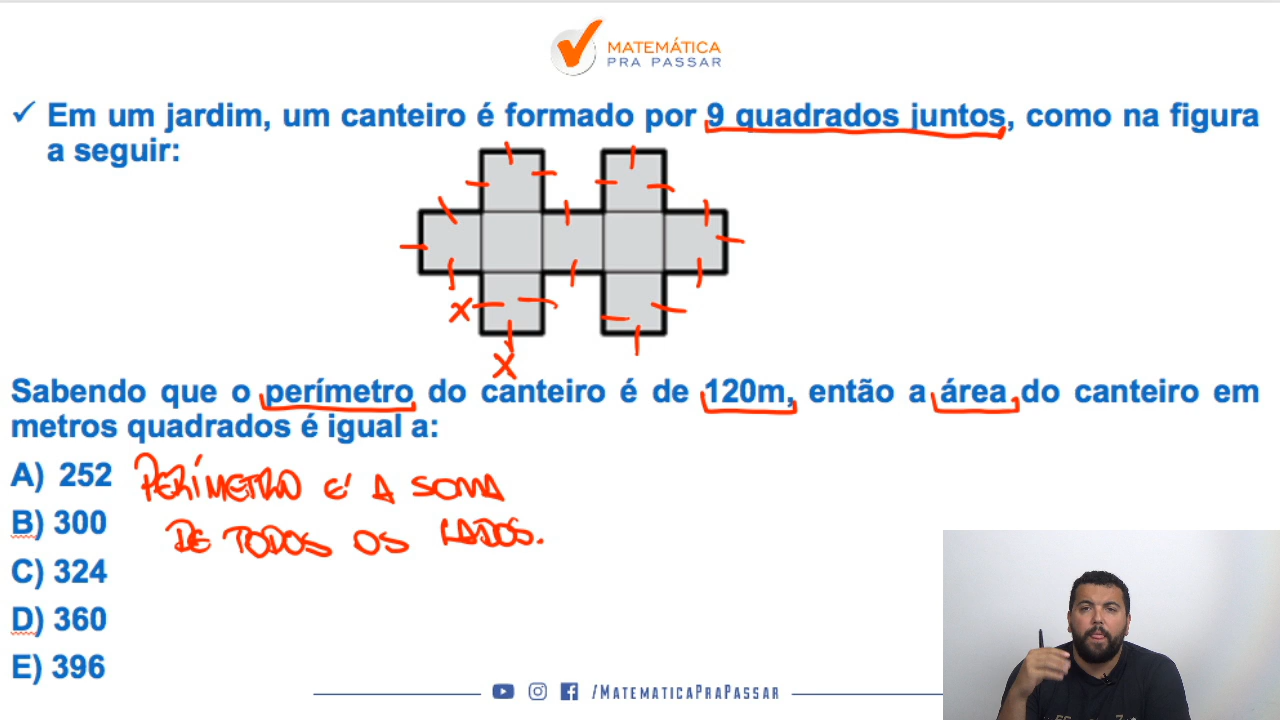 MATEMÁTICA
PRA PASSAR
✓ Em um jardim, um canteiro é formado por 9 quadrados juntos, como na figura
a seguir:
X
X
Sabendo que o perímetro do canteiro é de 120m, então a área do canteiro em
metros quadrados é igual a:
A) 252
PERÍMETRO É A SOMA
B) 300
DE TODOS OS LADOS.
C) 324
D) 360
E) 396
/MATEMATICAPRAPASSAR